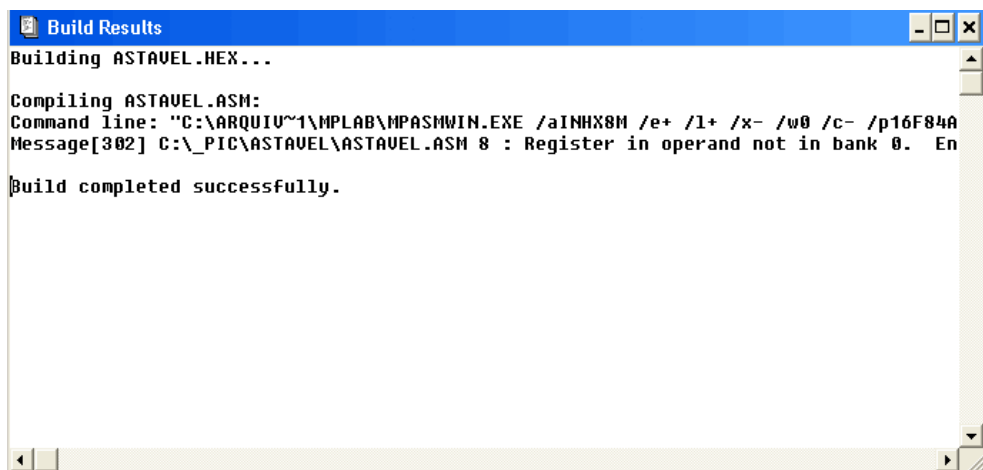 Build Results
Building ASTAVEL.HEX...
Compiling ASTAVEL.ASM:
Command line: "C:\ARQUIV~1\MPLAB\MPASMWIN.EXE /aINHX8M /e+ /l+ /x- /w0 /c- /p16F84A
Message[302] C:\_PIC\ASTAVEL\ASTAVEL.ASM 8 : Register in operand not in bank 0.  En
Build completed successfully.